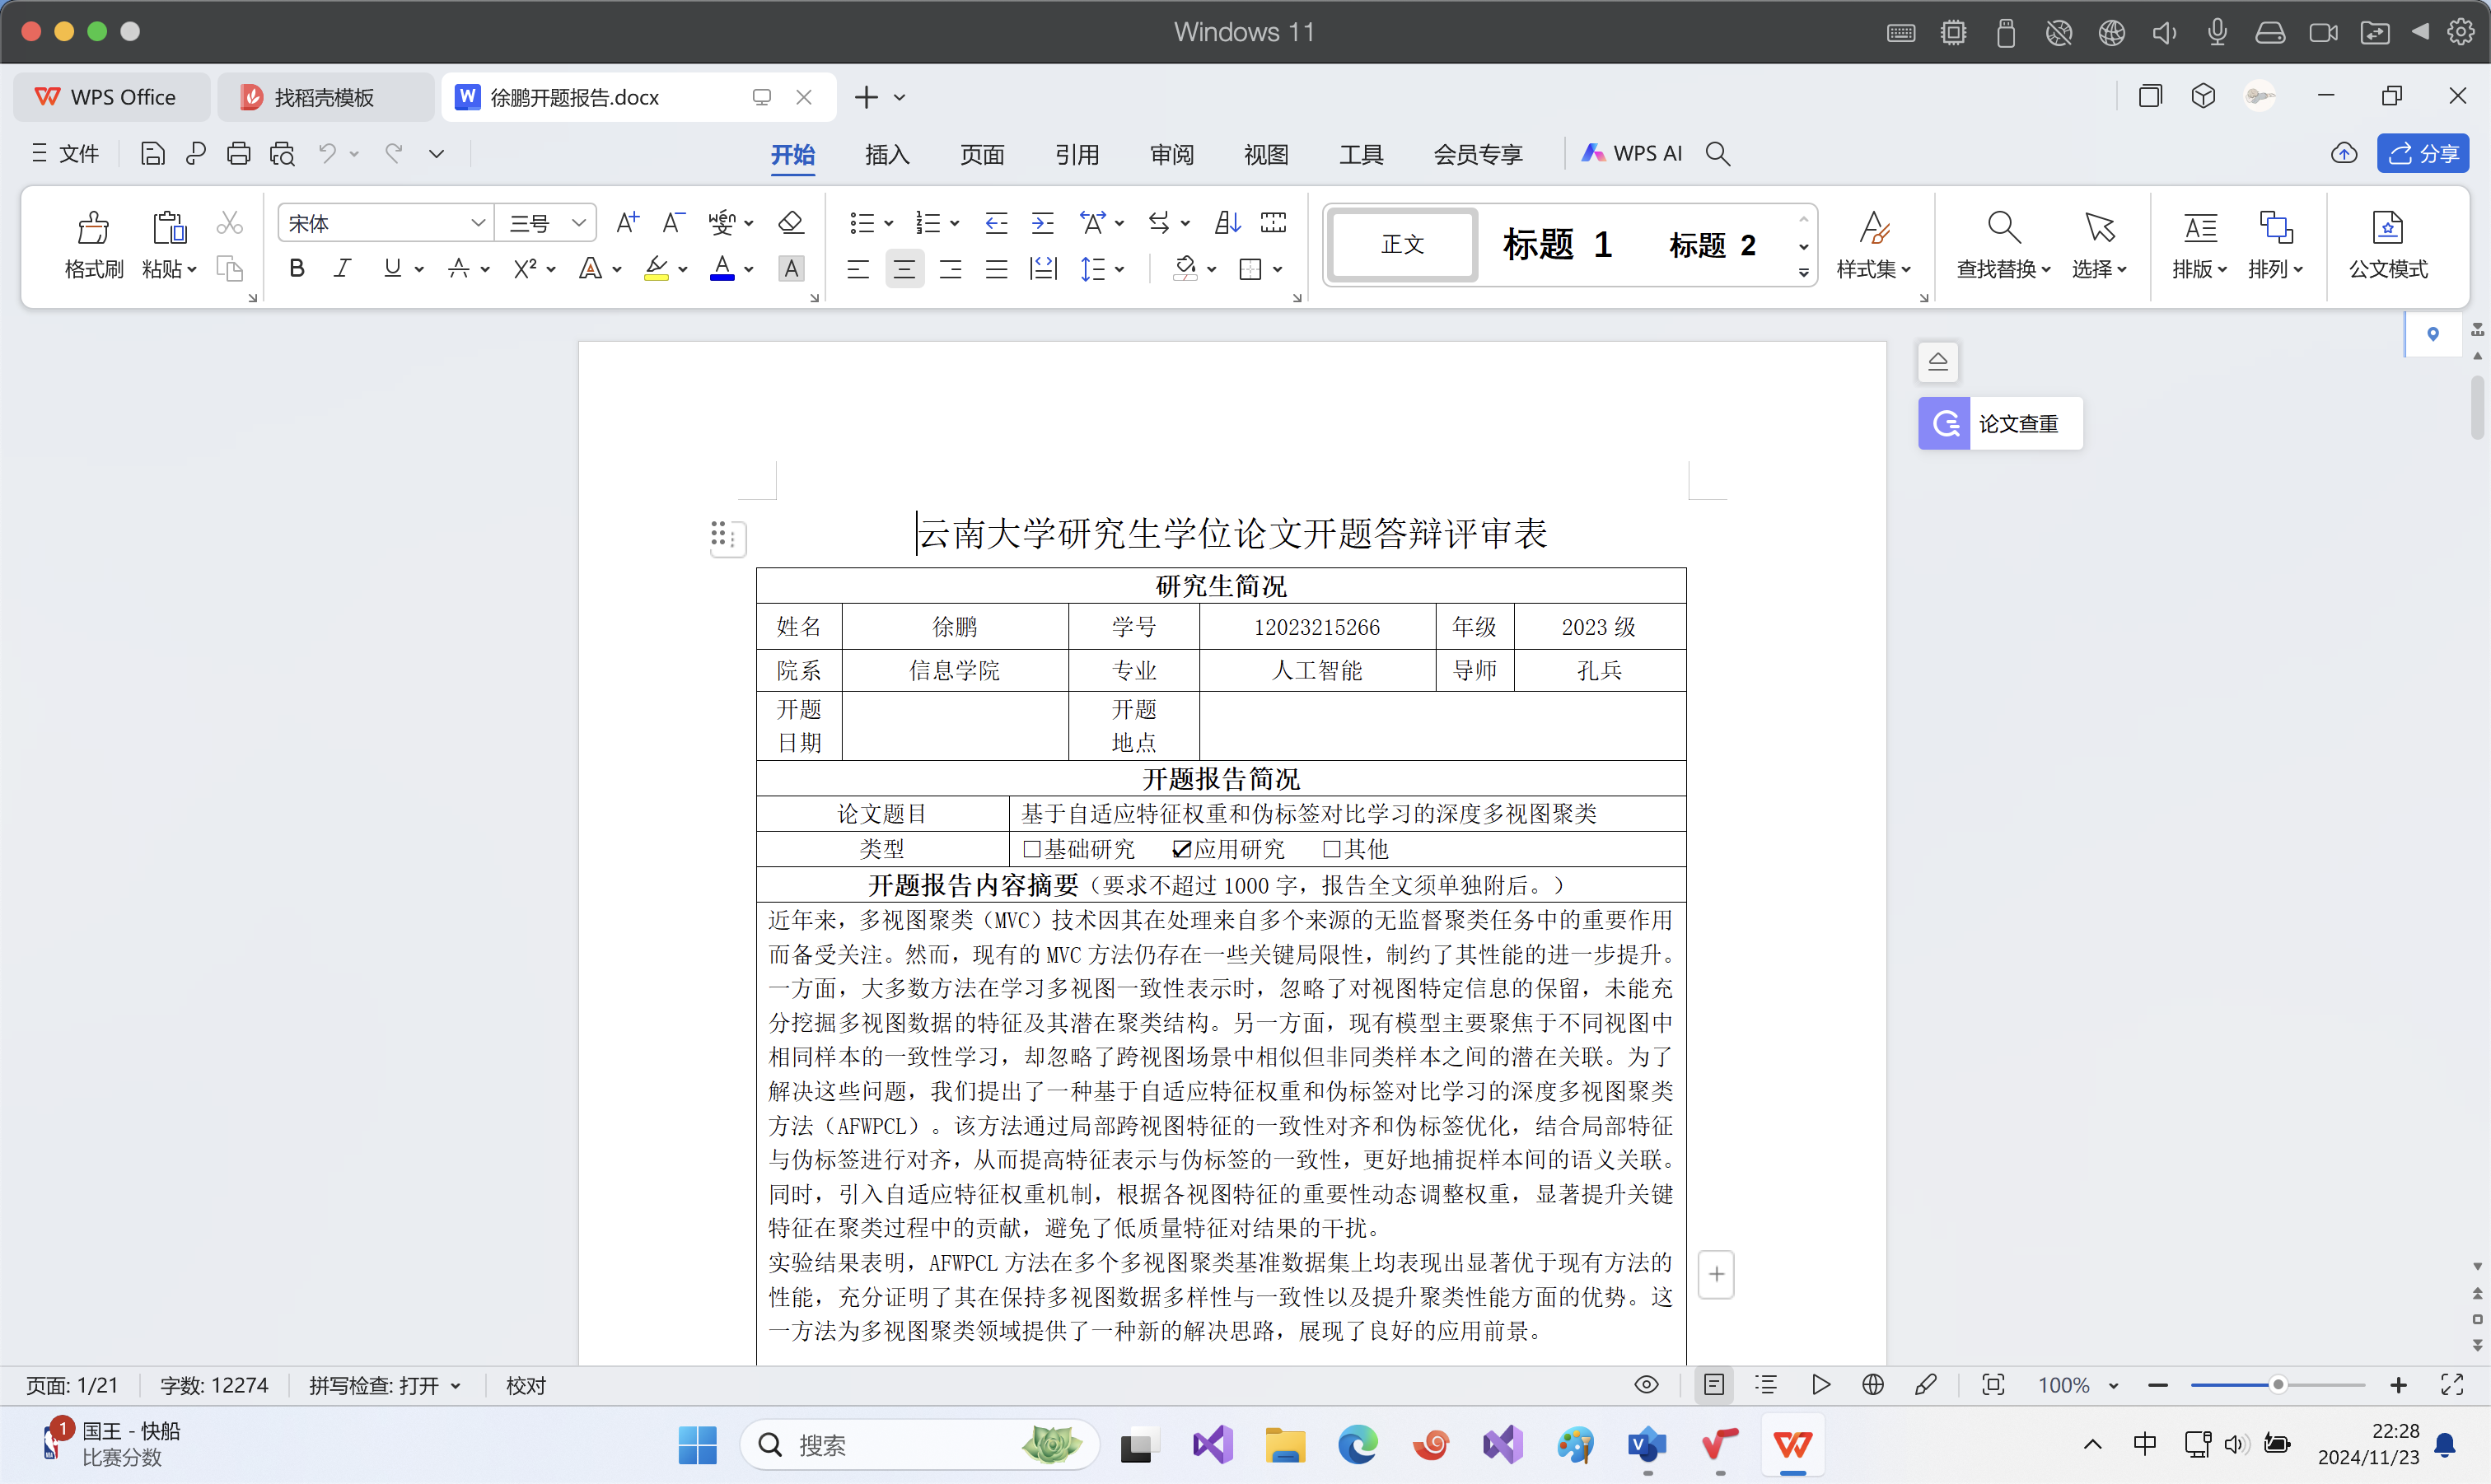 Windows 11
WPS Office
找稻壳模板
徐鹏开题报告.docx
文件
开始
插入
页面
引用
审阅
视图
工具
会员专享
WPS AI
分享
格式刷
粘贴
宋体
三号
正文
标题 1
标题 2
样式集
查找替换
选择
排版
排列
公文模式
论文查重
云南大学研究生学位论文开题答辩评审表
研究生简况
姓名 徐鹏 学号 12023215266 年级 2023 级
院系 信息学院 专业 人工智能 导师 孔兵
开题日期 开题地点
开题报告简况
论文题目 基于自适应特征权重和伪标签对比学习的深度多视图聚类
类型 □基础研究 ☑应用研究 □其他
开题报告内容摘要（要求不超过 1000 字，报告全文须单独附后。）
近年来，多视图聚类（MVC）技术因其在处理来自多个来源的无监督聚类任务中的重要作用
而备受关注。然而，现有的 MVC 方法仍存在一些关键局限性，制约了其性能的进一步提升。
一方面，大多数方法在学习多视图一致性表示时，忽略了对视图特定信息的保留，未能充
分挖掘多视图数据的特征及其潜在聚类结构。另一方面，现有模型主要聚焦于不同视图中
相同样本的一致性学习，却忽略了跨视图场景中相似但非同类样本之间的潜在关联。为了
解决这些问题，我们提出了一种基于自适应特征权重和伪标签对比学习的深度多视图聚类
方法（AFWPCL）。该方法通过局部跨视图特征的一致性对齐和伪标签优化，结合局部特征
与伪标签进行对齐，从而提高特征表示与伪标签的一致性，更好地捕捉样本间的语义关联。
同时，引入自适应特征权重机制，根据各视图特征的重要性动态调整权重，显著提升关键
特征在聚类过程中的贡献，避免了低质量特征对结果的干扰。
实验结果表明，AFWPCL 方法在多个多视图聚类基准数据集上均表现出显著优于现有方法的
性能，充分证明了其在保持多视图数据多样性与一致性以及提升聚类性能方面的优势。这
一方法为多视图聚类领域提供了一种新的解决思路，展现了良好的应用前景。
页面: 1/21
字数: 12274
拼写检查: 打开
校对
100%
1
国王 - 快船
比赛分数
搜索
中
22:28
2024/11/23